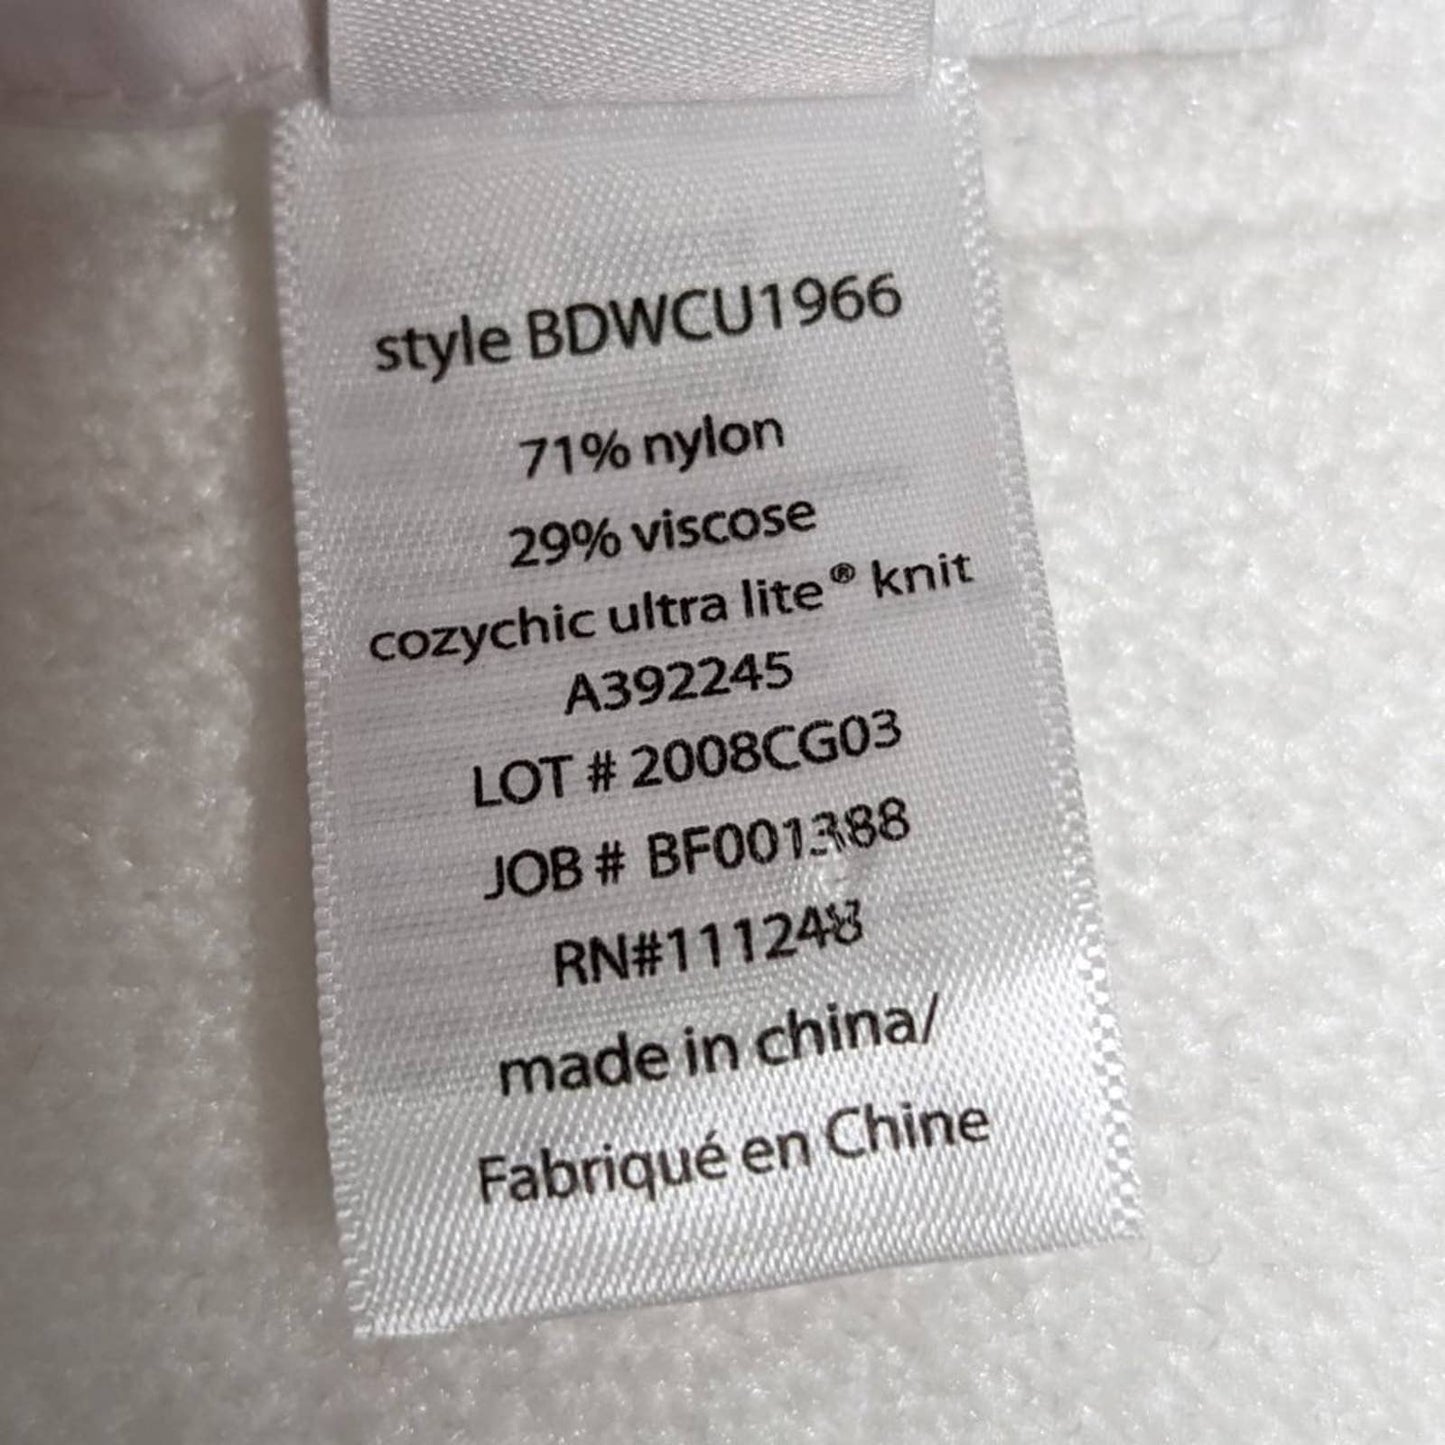 style BDWCU1966
71% nylon
29% viscose
cozychic ultra lite® knit
A392245
LOT # 2008CG03
JOB # BF001388
RN#111248
made in china/
Fabriqué en Chine